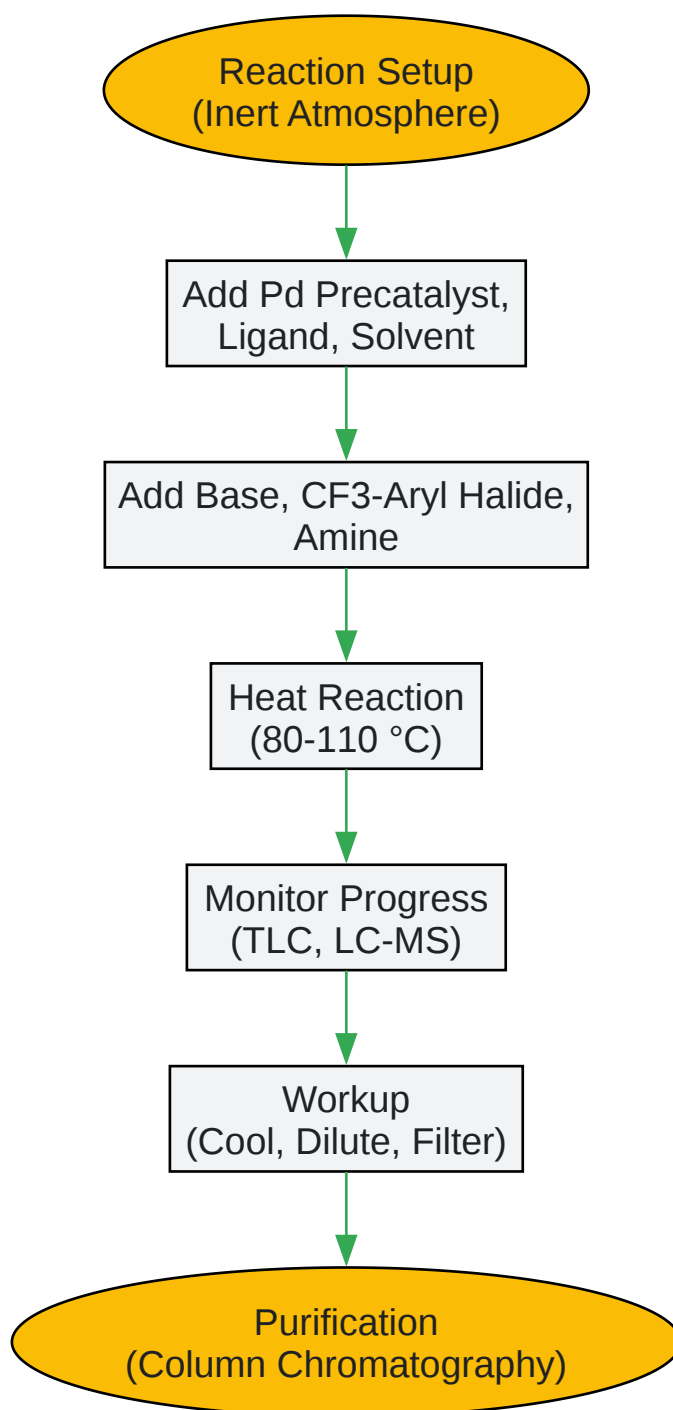 Reaction Setup
(Inert Atmosphere)
Add Pd Precatalyst,
Ligand, Solvent
Add Base, CF3-Aryl Halide,
Amine
Heat Reaction
(80-110 °C)
Monitor Progress
(TLC, LC-MS)
Workup
(Cool, Dilute, Filter)
Purification
(Column Chromatography)